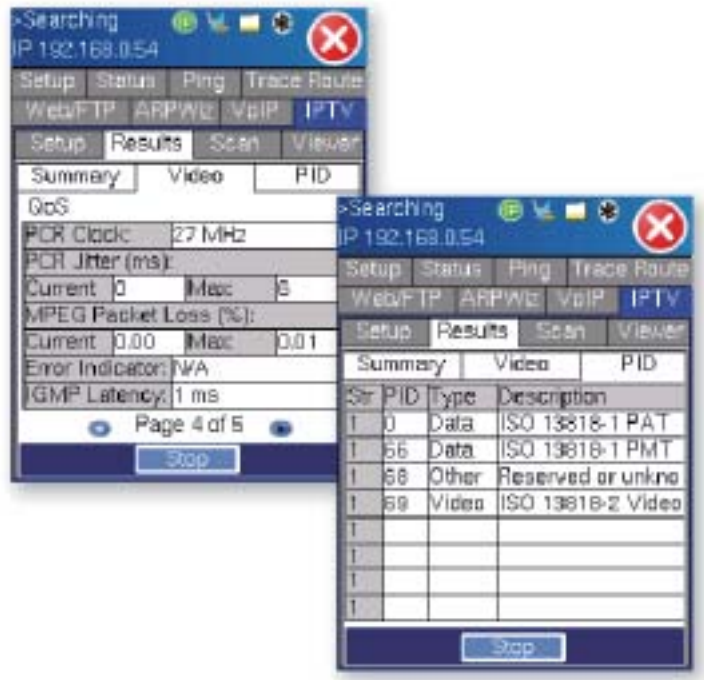 >Searching
IP 192.168.0.54
Setup Status Ping Trace Route
Web/FTP ARPWiz VoIP IPTV
Setup Results Scan Viewer
Summary Video PID
QoS
PCR Clock: 27 MHz
PCR Jitter (ms):
Current 0 Max: 6
MPEG Packet Loss (%):
Current 0.00 Max: 0.01
Error Indicator: N/A
IGMP Latency: 1 ms
Page 4 of 5
Stop
>Searching
IP 192.168.0.54
Setup Status Ping Trace Route
Web/FTP ARPWiz VoIP IPTV
Setup Results Scan Viewer
Summary Video PID
Str PID Type Description
1 0 Data ISO 13818-1 PAT
1 66 Data ISO 13818-1 PMT
1 68 Other Reserved or unkno
1 69 Video ISO 13818-2 Video
1
1
1
1
Stop